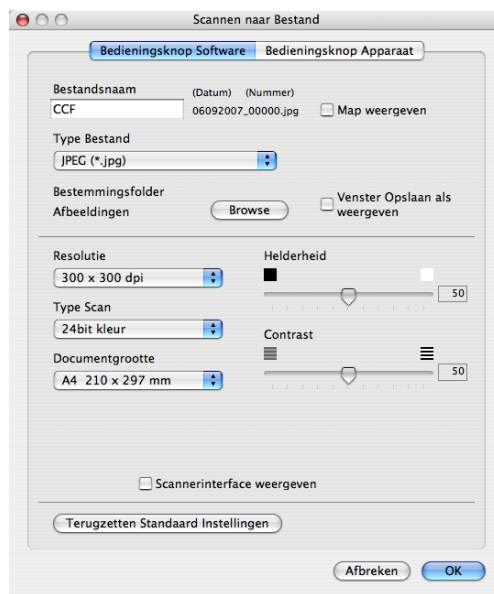 Scannen naar Bestand
Bedieningsknop Software
Bedieningsknop Apparaat
Bestandsnaam
(Datum) (Nummer)
CCF
06092007_00000.jpg
Map weergeven
Type Bestand
JPEG (*.jpg)
Bestemmingsfolder
Afbeeldingen
Browse
Venster Opslaan als
weergeven
Resolutie
300 x 300 dpi
Type Scan
24bit kleur
Documentgrootte
A4 210 x 297 mm
Helderheid
50
Contrast
50
Scannerinterface weergeven
Terugzetten Standaard Instellingen
Afbreken
OK